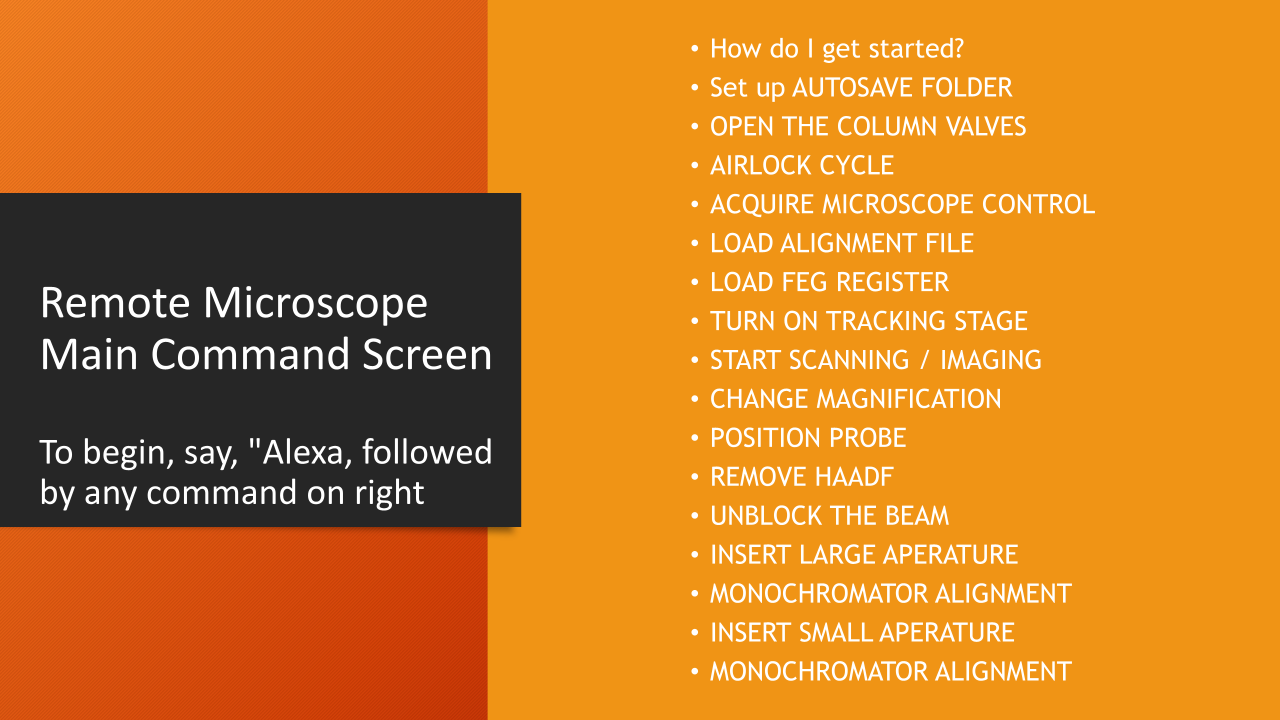 Remote Microscope
Main Command Screen
To begin, say, "Alexa, followed
by any command on right
• How do I get started?
• Set up AUTOSAVE FOLDER
• OPEN THE COLUMN VALVES
• AIRLOCK CYCLE
• ACQUIRE MICROSCOPE CONTROL
• LOAD ALIGNMENT FILE
• LOAD FEG REGISTER
• TURN ON TRACKING STAGE
• START SCANNING / IMAGING
• CHANGE MAGNIFICATION
• POSITION PROBE
• REMOVE HAADF
• UNBLOCK THE BEAM
• INSERT LARGE APERATURE
• MONOCHROMATOR ALIGNMENT
• INSERT SMALL APERATURE
• MONOCHROMATOR ALIGNMENT